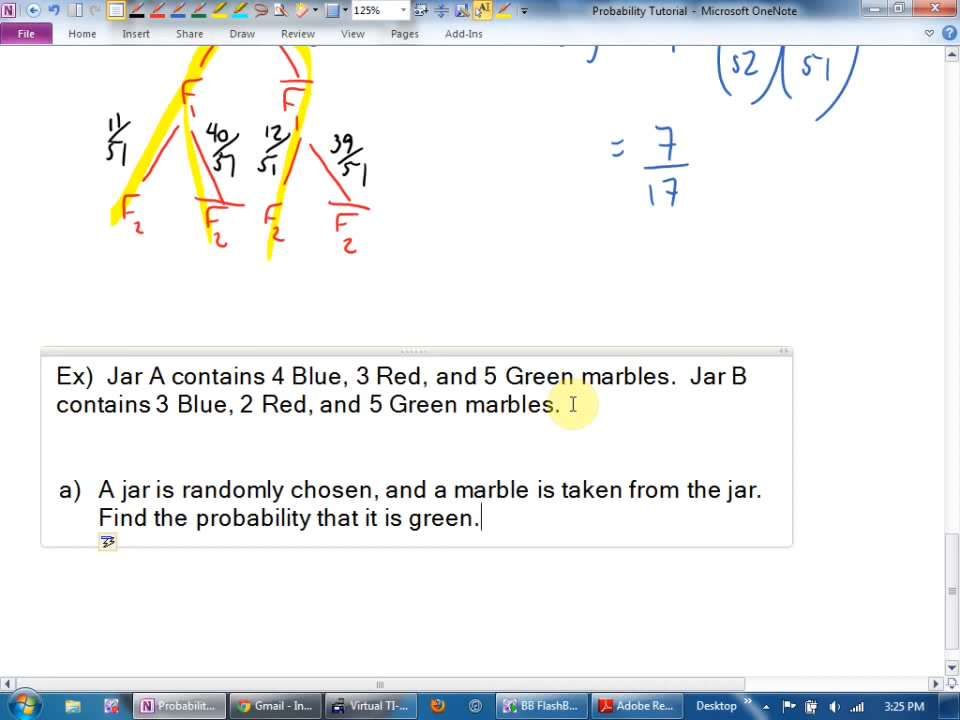 125%
Probability Tutorial - Microsoft OneNote
File Home Insert Share Draw Review View Pages Add-Ins
52 51
F F
11/51 40/51 12/51 39/51
= 7/17
F2 F2 F2 F2
Ex) Jar A contains 4 Blue, 3 Red, and 5 Green marbles. Jar B
contains 3 Blue, 2 Red, and 5 Green marbles.
a) A jar is randomly chosen, and a marble is taken from the jar.
Find the probability that it is green.
Probabilit... Gmail - In... Virtual TI-... BB FlashB... Adobe Re... Desktop » 3:25 PM